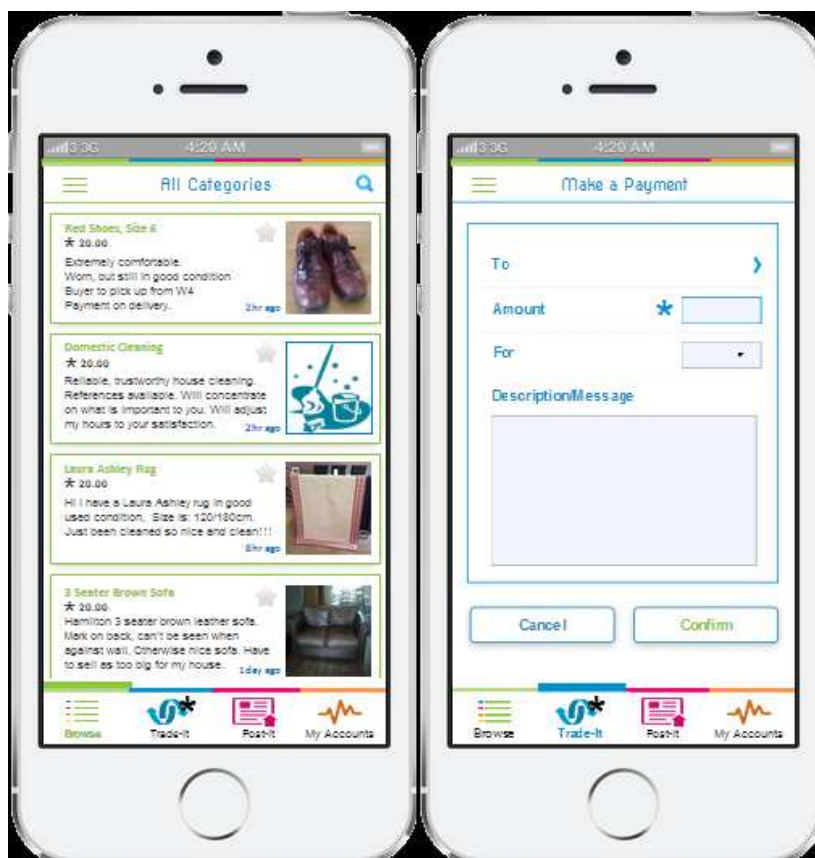 3G
4:29 AM
All Categories
Red Shoes, Size 6
* 20.00
Extremely comfortable.
Worn, but still in good condition
Buyer to pick up from W4
Payment on delivery.
2hr ago
Domestic Cleaning
* 20.00
Reliable, trustworthy house cleaning.
References available. Will concentrate
on what is important to you. Will adjust
my hours to your satisfaction.
2hr ago
Laura Ashley Rug
* 20.00
Hi I have a Laura Ashley rug in good
used condition, Size is: 120/180cm.
Just been cleaned so nice and clean!!!
8hr ago
3 Seater Brown Sofa
* 20.00
Hamilton 3 seater brown leather sofa.
Mark on back, can't be seen when
against wall. Otherwise nice sofa. Have
to sell as too big for my house.
1day ago
Browse
Trade-It
Post-It
My Accounts
3G
4:29 AM
Make a Payment
To
Amount *
For
Description/Message
Cancel
Confirm
Browse
Trade-It
Post-It
My Accounts